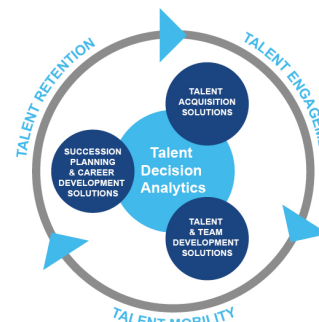 TALENT RETENTION
TALENT
TALENT
ACQUISITION
SOLUTIONS
SUCCESSION
PLANNING
& CAREER
DEVELOPMENT
SOLUTIONS
Talent
Decision
Analytics
TALENT
& TEAM
DEVELOPMENT
SOLUTIONS
TALENT MOBILITY